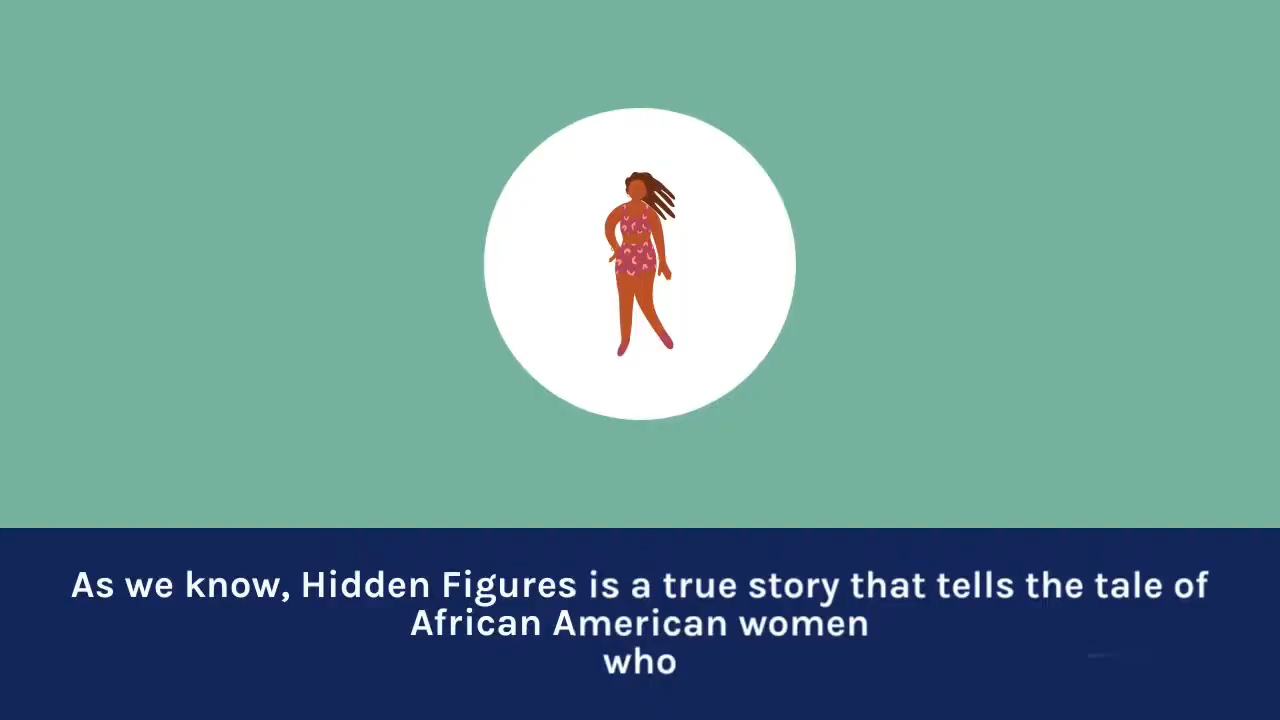 As we know, Hidden Figures is a true story that tells the tale of
African American women
who